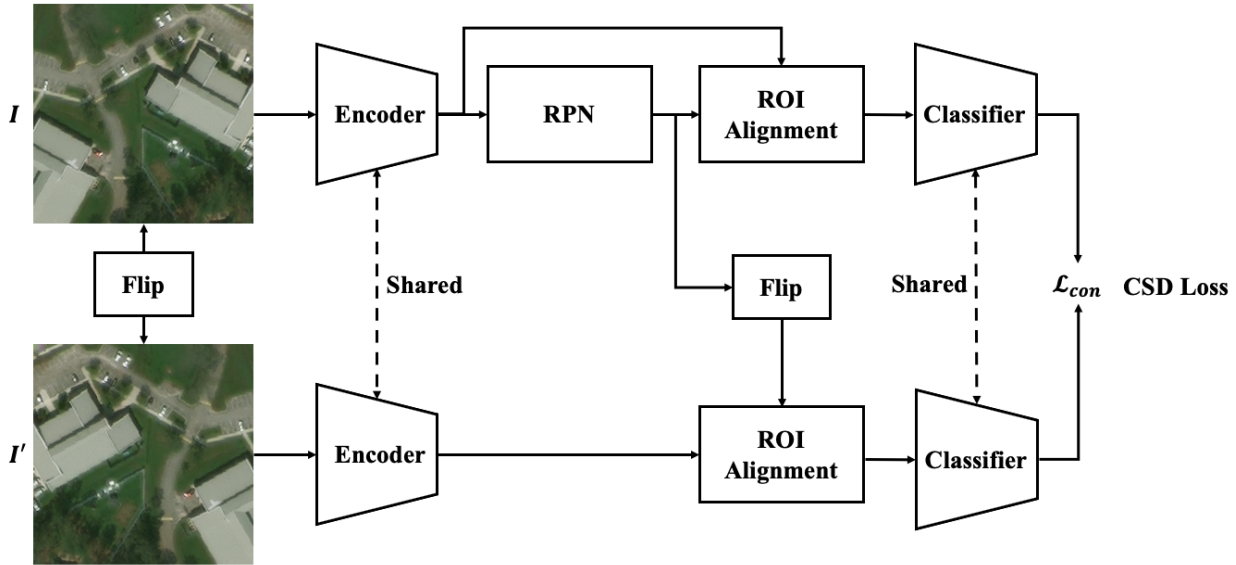 I
Encoder
RPN
ROI
Alignment
Classifier
Flip
Shared
Flip
Shared
𝓛con CSD Loss
I′
Encoder
ROI
Alignment
Classifier